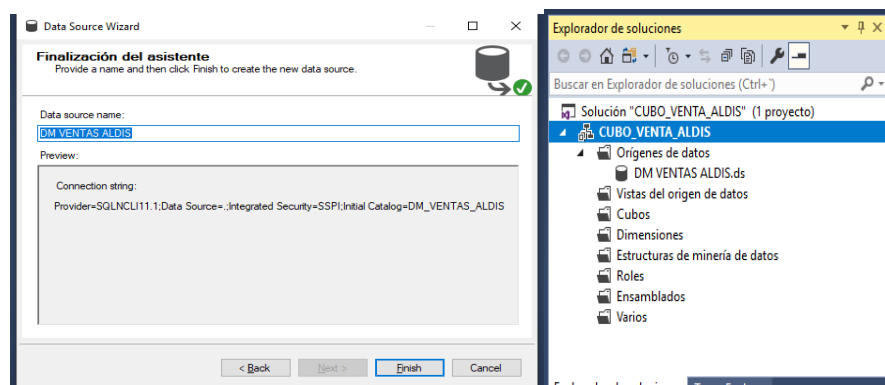 Data Source Wizard
Finalización del asistente
Provide a name and then click Finish to create the new data source.
Data source name:
DM VENTAS ALDIS
Preview:
Connection string:
Provider=SQLNCLI11.1;Data Source=.;Integrated Security=SSPI;Initial Catalog=DM_VENTAS_ALDIS
< Back
Next >
Finish
Cancel
Explorador de soluciones
Buscar en Explorador de soluciones (Ctrl+¨)
Solución "CUBO_VENTA_ALDIS" (1 proyecto)
CUBO_VENTA_ALDIS
Orígenes de datos
DM VENTAS ALDIS.ds
Vistas del origen de datos
Cubos
Dimensiones
Estructuras de minería de datos
Roles
Ensamblados
Varios